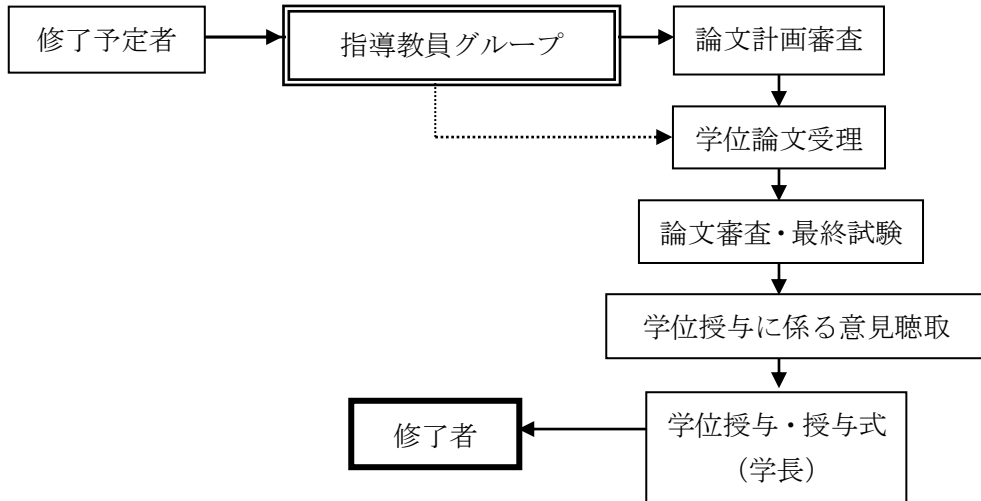 修了予定者
指導教員グループ
論文計画審査
学位論文受理
論文審査・最終試験
学位授与に係る意見聴取
学位授与・授与式
（学長）
修了者